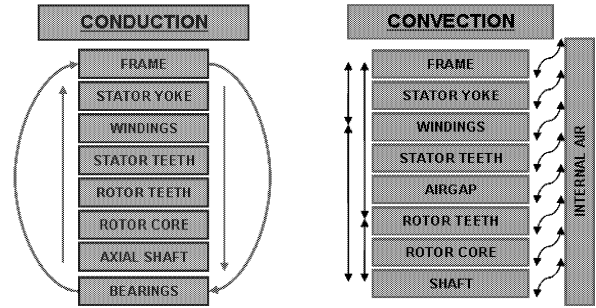 CONDUCTION
FRAME
STATOR YOKE
WINDINGS
STATOR TEETH
ROTOR TEETH
ROTOR CORE
AXIAL SHAFT
BEARINGS
CONVECTION
FRAME
STATOR YOKE
WINDINGS
STATOR TEETH
AIRGAP
ROTOR TEETH
ROTOR CORE
SHAFT
INTERNAL AIR